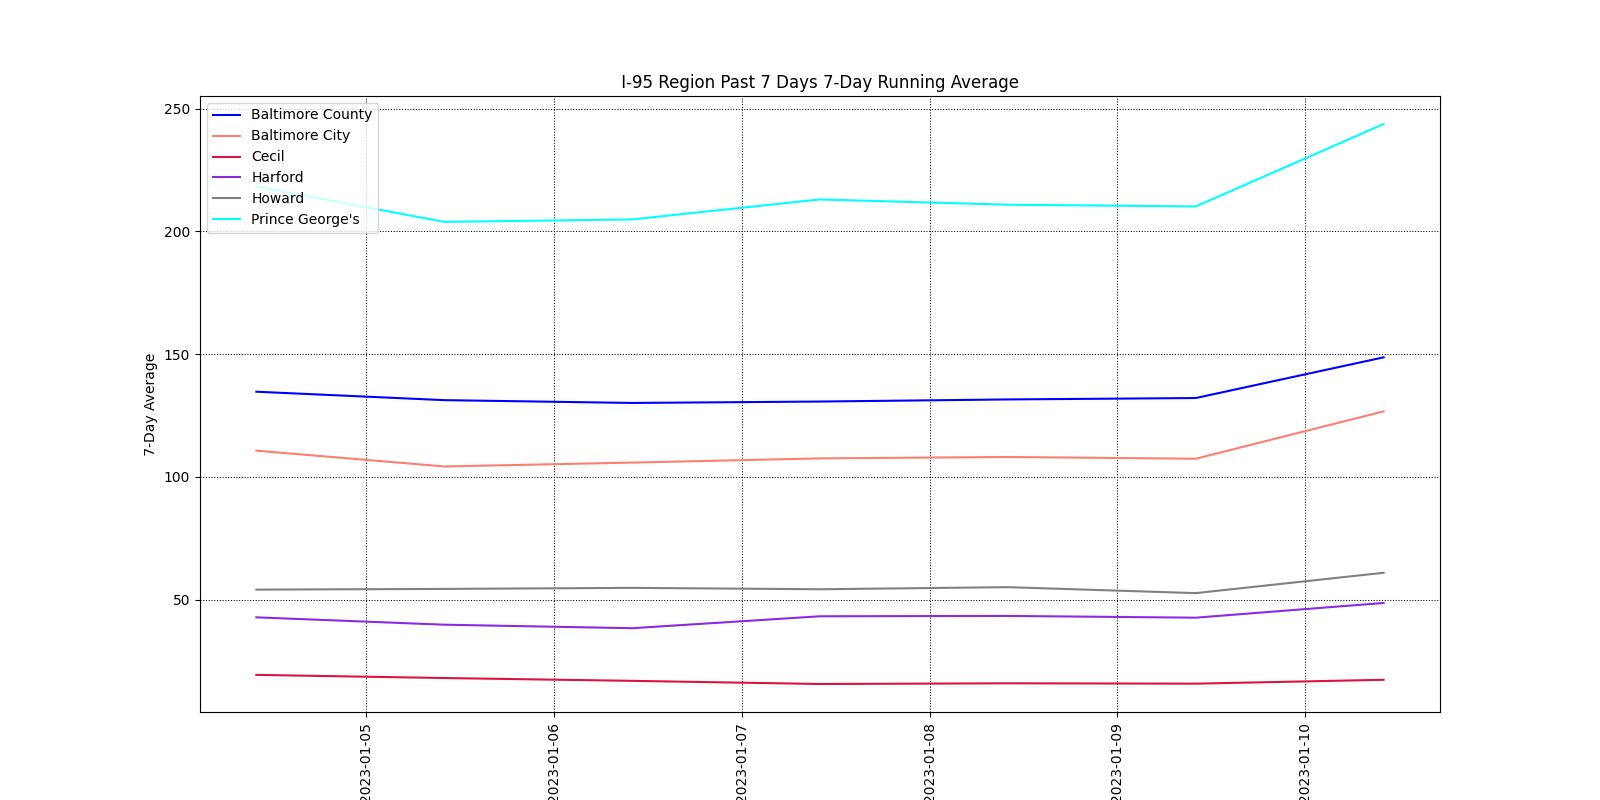 I-95 Region Past 7 Days 7-Day Running Average
250
200
150
100
50
7-Day Average
Baltimore County
Baltimore City
Cecil
Harford
Howard
Prince George's
2023-01-05
2023-01-06
2023-01-07
2023-01-08
2023-01-09
2023-01-10